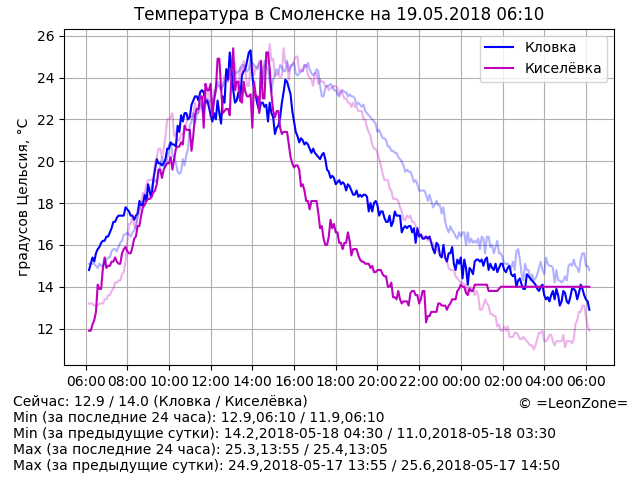 Температура в Смоленске на 19.05.2018 06:10
26
24
22
20
18
16
14
12
градусов Цельсия, °C
Кловка
Киселёвка
06:00 08:00 10:00 12:00 14:00 16:00 18:00 20:00 22:00 00:00 02:00 04:00 06:00
Сейчас: 12.9 / 14.0 (Кловка / Киселёвка)
© =LeonZone=
Min (за последние 24 часа): 12.9,06:10 / 11.9,06:10
Min (за предыдущие сутки): 14.2,2018-05-18 04:30 / 11.0,2018-05-18 03:30
Max (за последние 24 часа): 25.3,13:55 / 25.4,13:05
Max (за предыдущие сутки): 24.9,2018-05-17 13:55 / 25.6,2018-05-17 14:50